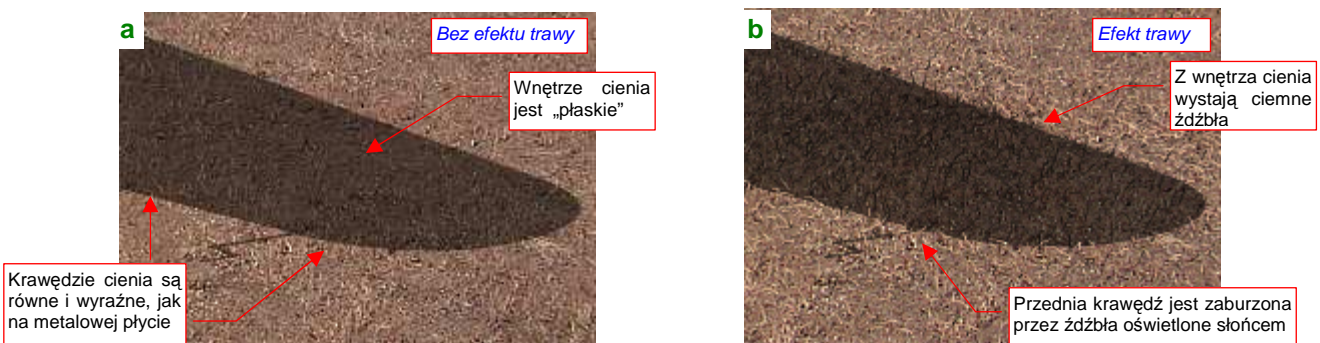 a
Bez efektu trawy
Wnętrze cienia
jest „płaskie”
Krawędzie cienia są
równe i wyraźne, jak
na metalowej płycie
b
Efekt trawy
Z wnętrza cienia
wystają ciemne
źdźbła
Przednia krawędź jest zaburzona
przez źdźbła oświetlone słońcem